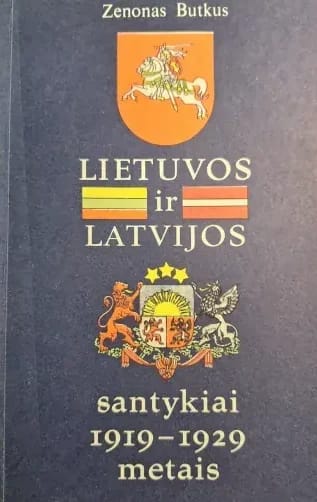 Zenonas Butkus
LIETUVOS
ir
LATVIJOS
santykiai
1919–1929
metais